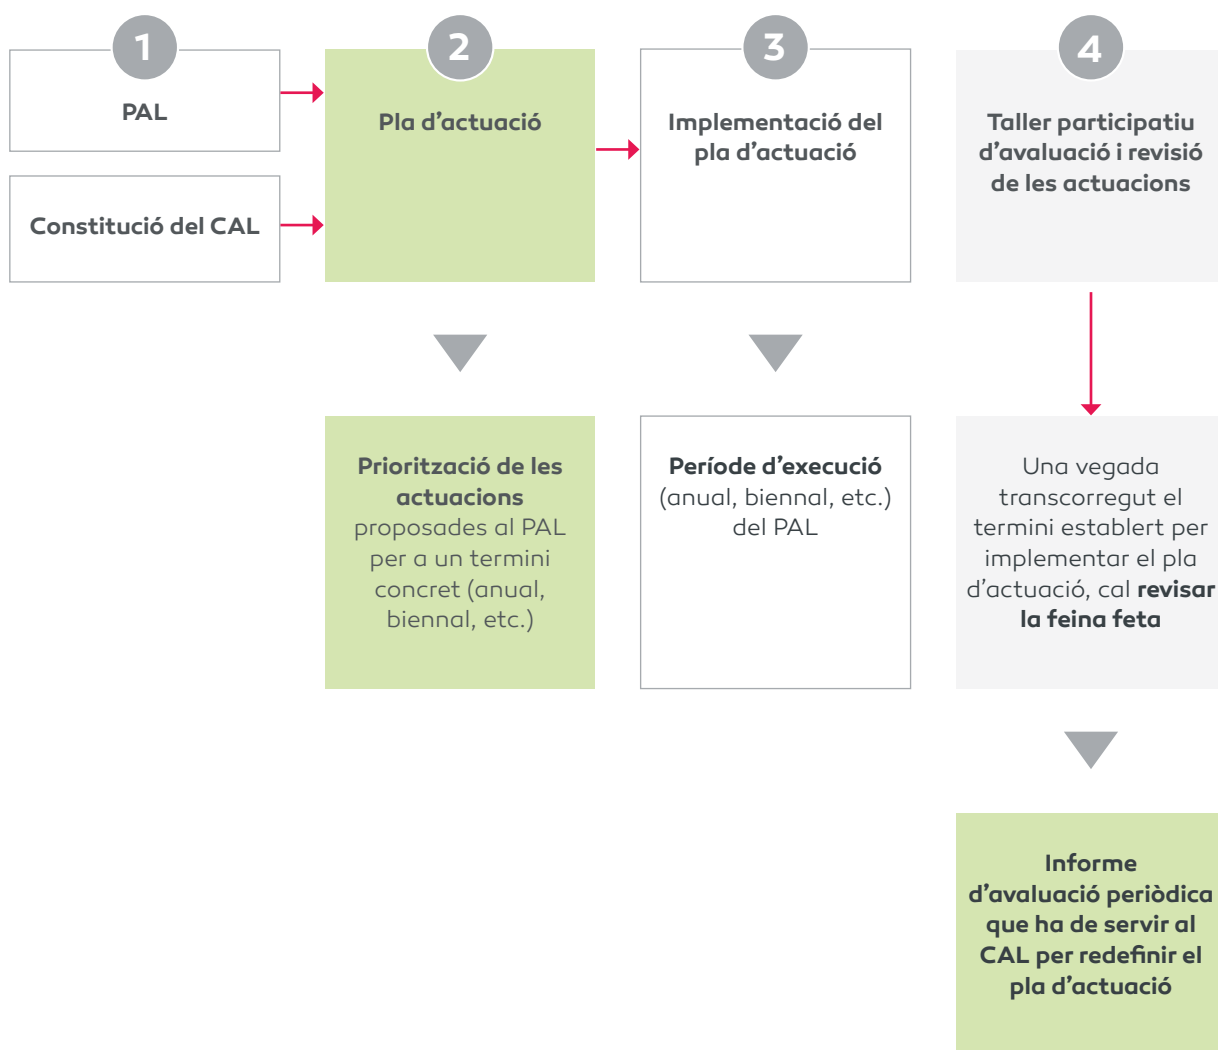 1
PAL
Constitució del CAL
2
Pla d’actuació
3
Implementació del
pla d’actuació
4
Taller participatiu
d’avaluació i revisió
de les actuacions
Priorització de les
actuacions
proposades al PAL
per a un termini
concret (anual,
biennal, etc.)
Període d’execució
(anual, biennal, etc.)
del PAL
Una vegada
transcorregut el
termini establert per
implementar el pla
d’actuació, cal revisar
la feina feta
Informe
d’avaluació periòdica
que ha de servir al
CAL per redefinir el
pla d’actuació